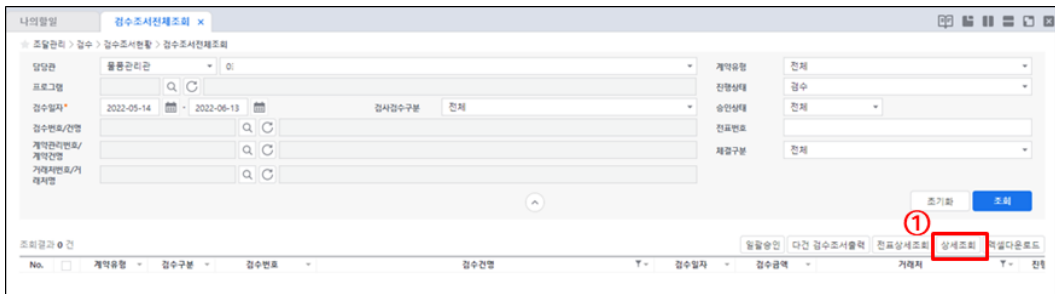 나의할일 검수조서전체조회 ×
조달관리 > 검수 > 검수조서현황 > 검수조서전체조회
담당관 물품관리관 계약유형 전체
프로그램 진행상태 검수
검수일자* 2022-05-14 - 2022-06-13 검사검수구분 전체 승인상태 전체
검수번호/건명 전표번호
계약관리번호/
계약건명 체결구분 전체
거래처번호/거
래처명
초기화 조회
①
조회결과 0 건 일괄승인 다건 검수조서출력 전표상세조회 상세조회 엑셀다운로드
No. 계약유형 검수구분 검수번호 검수건명 검수일자 검수금액 거래처